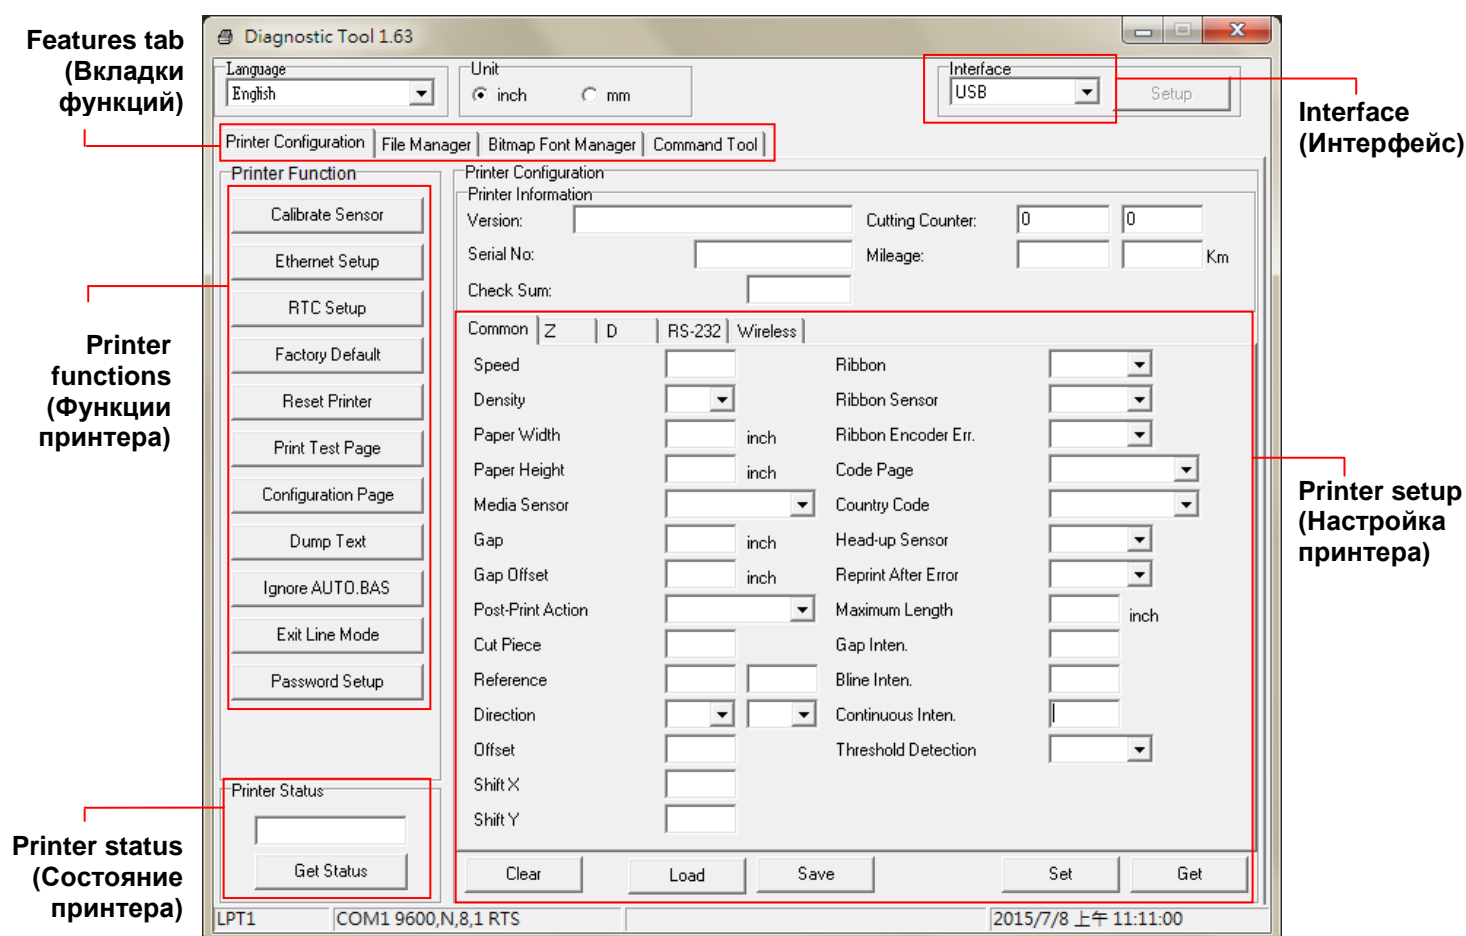 Features tab
(Вкладки
функций)
Diagnostic Tool 1.63
Language
English
Unit
inch
mm
Interface
USB
Setup
Interface
(Интерфейс)
Printer Configuration
File Manager
Bitmap Font Manager
Command Tool
Printer Function
Calibrate Sensor
Ethernet Setup
RTC Setup
Factory Default
Reset Printer
Print Test Page
Configuration Page
Dump Text
Ignore AUTO.BAS
Exit Line Mode
Password Setup
Printer
functions
(Функции
принтера)
Printer Configuration
Printer Information
Version:
Cutting Counter: 0 0
Serial No:
Mileage: Km
Check Sum:
Common Z D RS-232 Wireless
Speed
Ribbon
Density
Ribbon Sensor
Paper Width inch
Ribbon Encoder Err.
Paper Height inch
Code Page
Media Sensor
Country Code
Gap inch
Head-up Sensor
Gap Offset inch
Reprint After Error
Post-Print Action
Maximum Length inch
Cut Piece
Gap Inten.
Reference
Bline Inten.
Direction
Continuous Inten.
Offset
Threshold Detection
Shift X
Shift Y
Clear Load Save Set Get
Printer setup
(Настройка
принтера)
Printer Status
Get Status
Printer status
(Состояние
принтера)
LPT1
COM1 9600,N,8,1 RTS
2015/7/8 上午 11:11:00